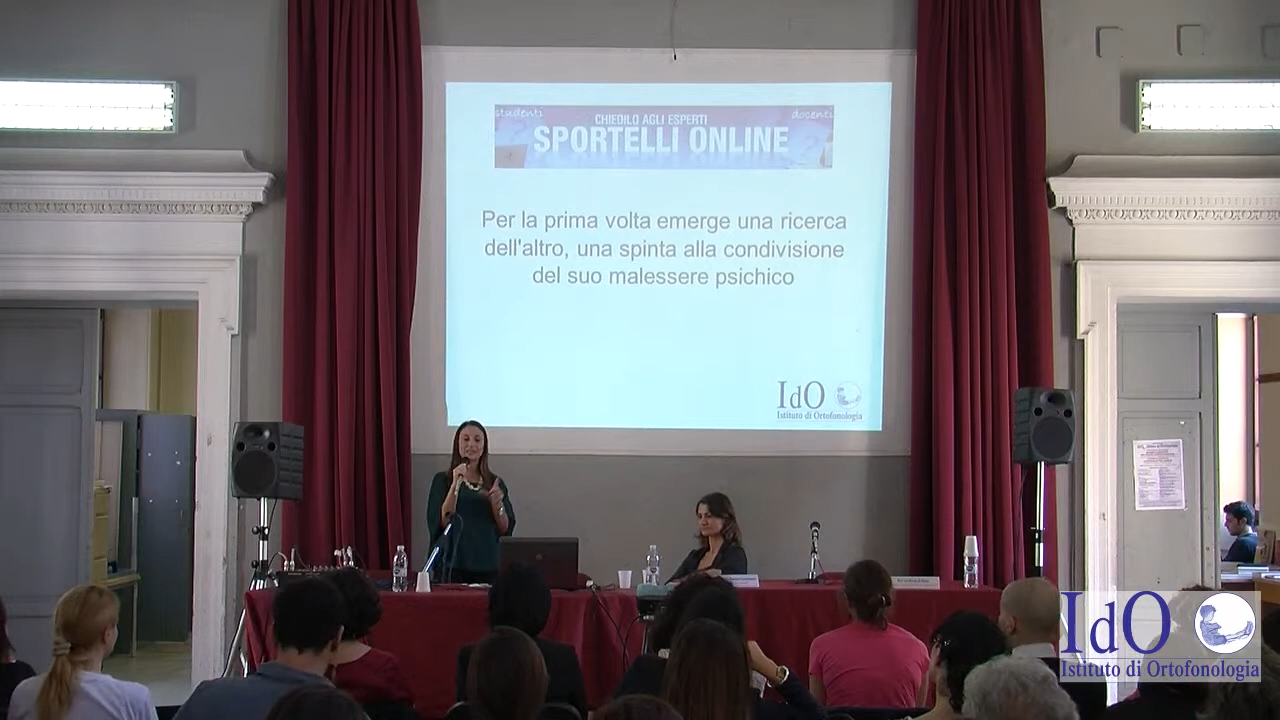 studenti
docenti
CHIEDILO AGLI ESPERTI
SPORTELLI ONLINE
Per la prima volta emerge una ricerca
dell'altro, una spinta alla condivisione
del suo malessere psichico
IdO
Istituto di Ortofonologia
IdO
Istituto di Ortofonologia